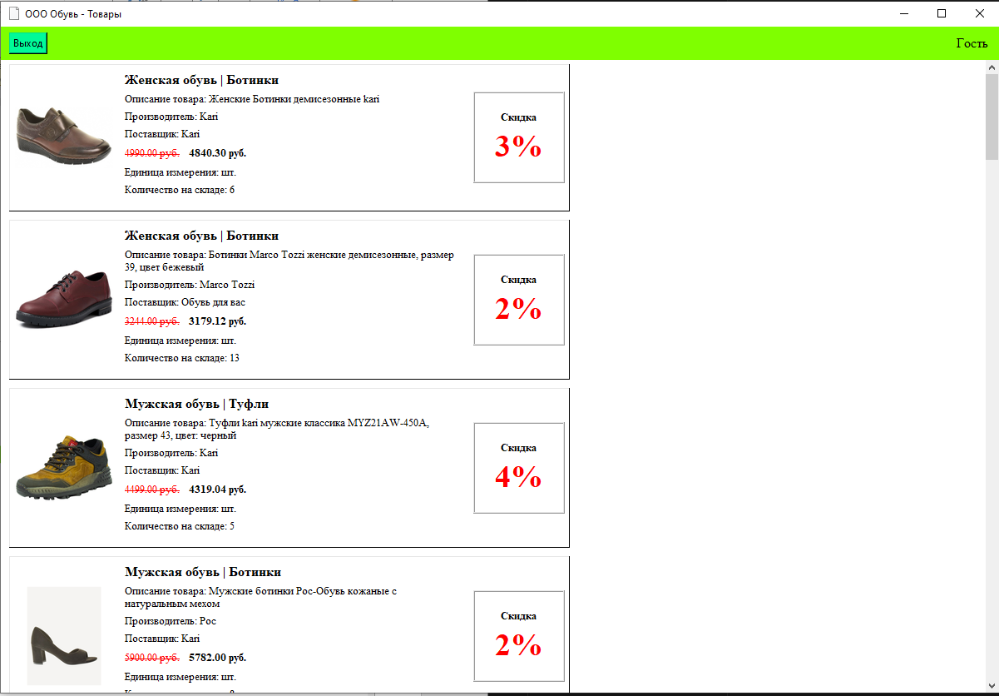 ООО Обувь - Товары
Выход
Гость
Женская обувь | Ботинки
Описание товара: Женские Ботинки демисезонные kari
Производитель: Kari
Поставщик: Kari
4990.00 руб. 4840.30 руб.
Единица измерения: шт.
Количество на складе: 6
Скидка
3%
Женская обувь | Ботинки
Описание товара: Ботинки Marco Tozzi женские демисезонные, размер
39, цвет бежевый
Производитель: Marco Tozzi
Поставщик: Обувь для вас
3244.00 руб. 3179.12 руб.
Единица измерения: шт.
Количество на складе: 13
Скидка
2%
Мужская обувь | Туфли
Описание товара: Туфли kari мужские классика MYZ21AW-450A,
размер 43, цвет: черный
Производитель: Kari
Поставщик: Kari
4499.00 руб. 4319.04 руб.
Единица измерения: шт.
Количество на складе: 5
Скидка
4%
Мужская обувь | Ботинки
Описание товара: Мужские ботинки Рос-Обувь кожаные с
натуральным мехом
Производитель: Рос
Поставщик: Kari
5900.00 руб. 5782.00 руб.
Единица измерения: шт.
Скидка
2%